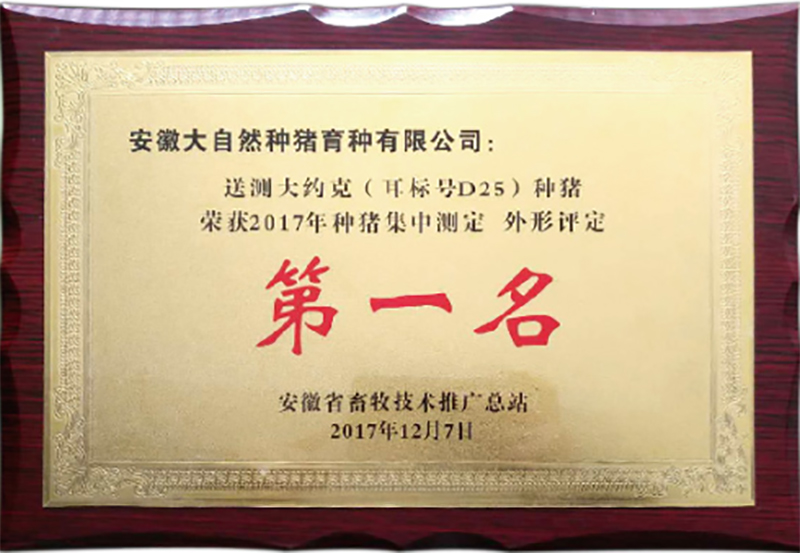 安徽大自然种猪育种有限公司：
送测大约克（耳标号D25）种猪
荣获2017年种猪集中测定 外形评定
第一名
安徽省畜牧技术推广总站
2017年12月7日